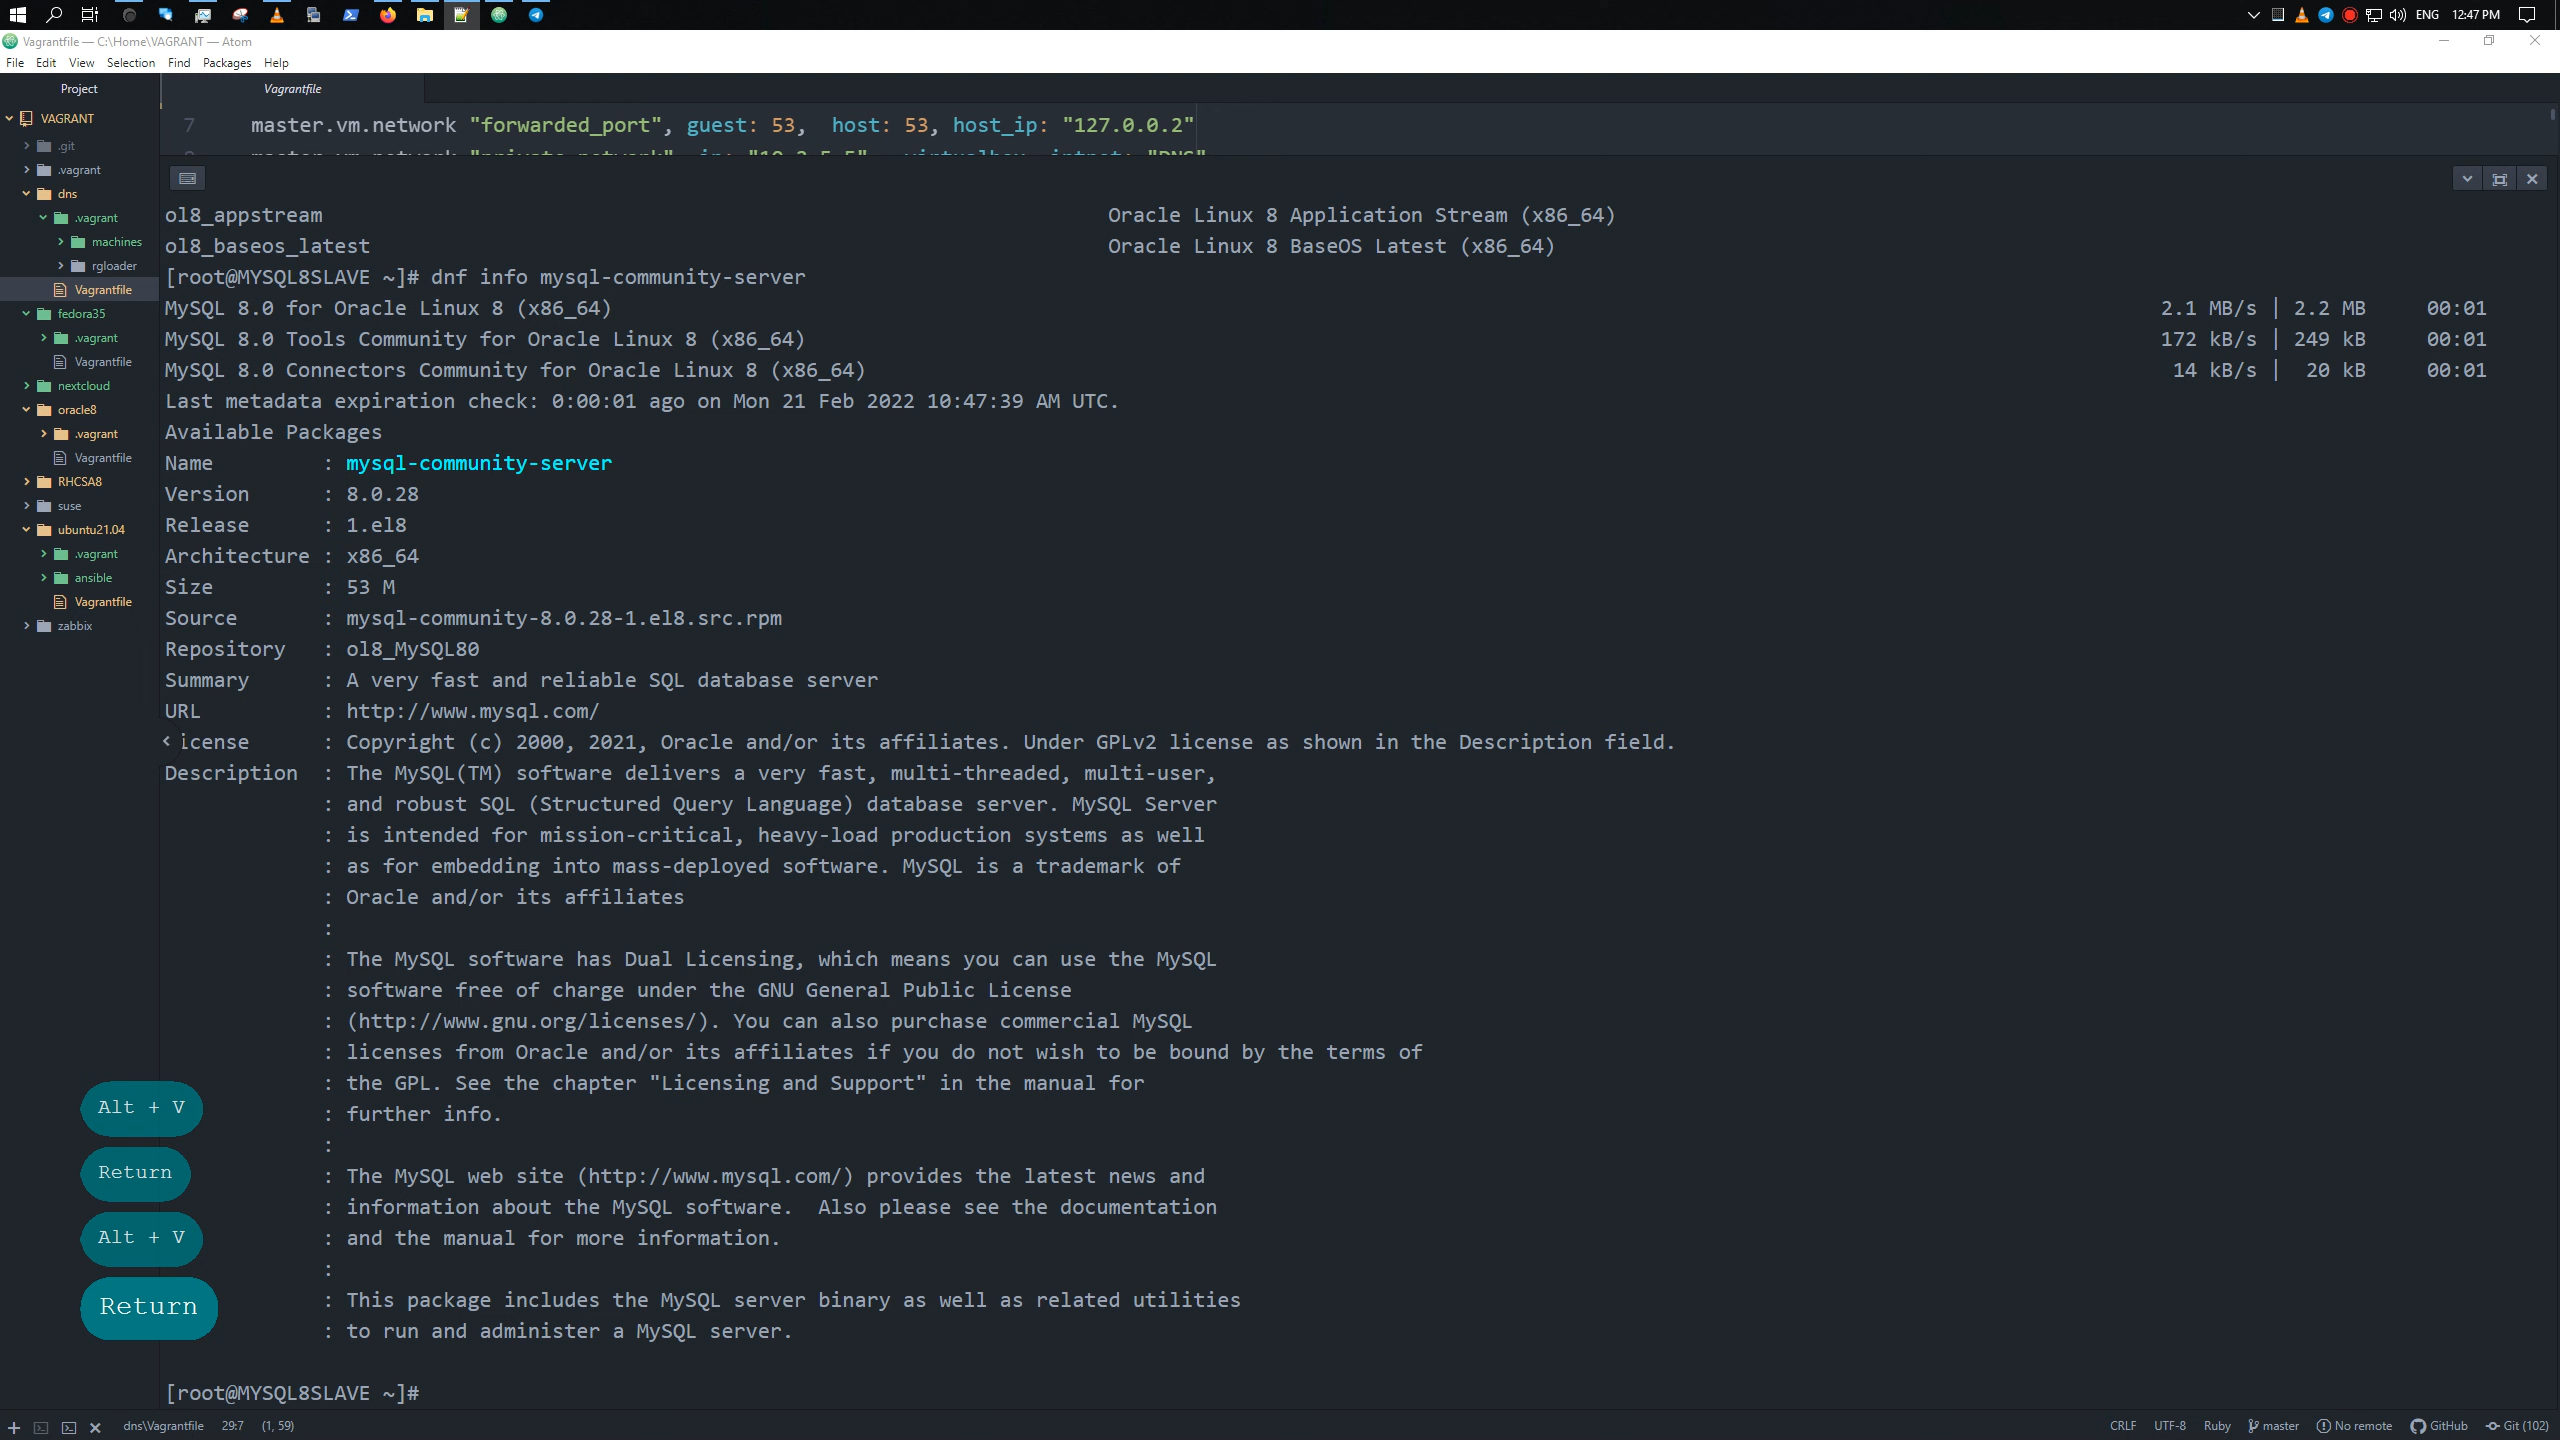 ENG 12:47 PM
Vagrantfile — C:\Home\VAGRANT — Atom
File Edit View Selection Find Packages Help
Project
VAGRANT
.git
.vagrant
dns
.vagrant
machines
rgloader
Vagrantfile
fedora35
.vagrant
Vagrantfile
nextcloud
oracle8
.vagrant
Vagrantfile
RHCSA8
suse
ubuntu21.04
.vagrant
ansible
Vagrantfile
zabbix
Vagrantfile
7 master.vm.network "forwarded_port", guest: 53, host: 53, host_ip: "127.0.0.2"
ol8_appstream Oracle Linux 8 Application Stream (x86_64)
ol8_baseos_latest Oracle Linux 8 BaseOS Latest (x86_64)
[root@MYSQL8SLAVE ~]# dnf info mysql-community-server
MySQL 8.0 for Oracle Linux 8 (x86_64) 2.1 MB/s | 2.2 MB 00:01
MySQL 8.0 Tools Community for Oracle Linux 8 (x86_64) 172 kB/s | 249 kB 00:01
MySQL 8.0 Connectors Community for Oracle Linux 8 (x86_64) 14 kB/s | 20 kB 00:01
Last metadata expiration check: 0:00:01 ago on Mon 21 Feb 2022 10:47:39 AM UTC.
Available Packages
Name : mysql-community-server
Version : 8.0.28
Release : 1.el8
Architecture : x86_64
Size : 53 M
Source : mysql-community-8.0.28-1.el8.src.rpm
Repository : ol8_MySQL80
Summary : A very fast and reliable SQL database server
URL : http://www.mysql.com/
icense : Copyright (c) 2000, 2021, Oracle and/or its affiliates. Under GPLv2 license as shown in the Description field.
Description : The MySQL(TM) software delivers a very fast, multi-threaded, multi-user,
: and robust SQL (Structured Query Language) database server. MySQL Server
: is intended for mission-critical, heavy-load production systems as well
: as for embedding into mass-deployed software. MySQL is a trademark of
: Oracle and/or its affiliates
:
: The MySQL software has Dual Licensing, which means you can use the MySQL
: software free of charge under the GNU General Public License
: (http://www.gnu.org/licenses/). You can also purchase commercial MySQL
: licenses from Oracle and/or its affiliates if you do not wish to be bound by the terms of
: the GPL. See the chapter "Licensing and Support" in the manual for
: further info.
:
: The MySQL web site (http://www.mysql.com/) provides the latest news and
: information about the MySQL software.  Also please see the documentation
: and the manual for more information.
:
: This package includes the MySQL server binary as well as related utilities
: to run and administer a MySQL server.
[root@MYSQL8SLAVE ~]#
Alt + V
Return
Alt + V
Return
dns\Vagrantfile 29:7 (1, 59) CRLF UTF-8 Ruby master No remote GitHub Git (102)